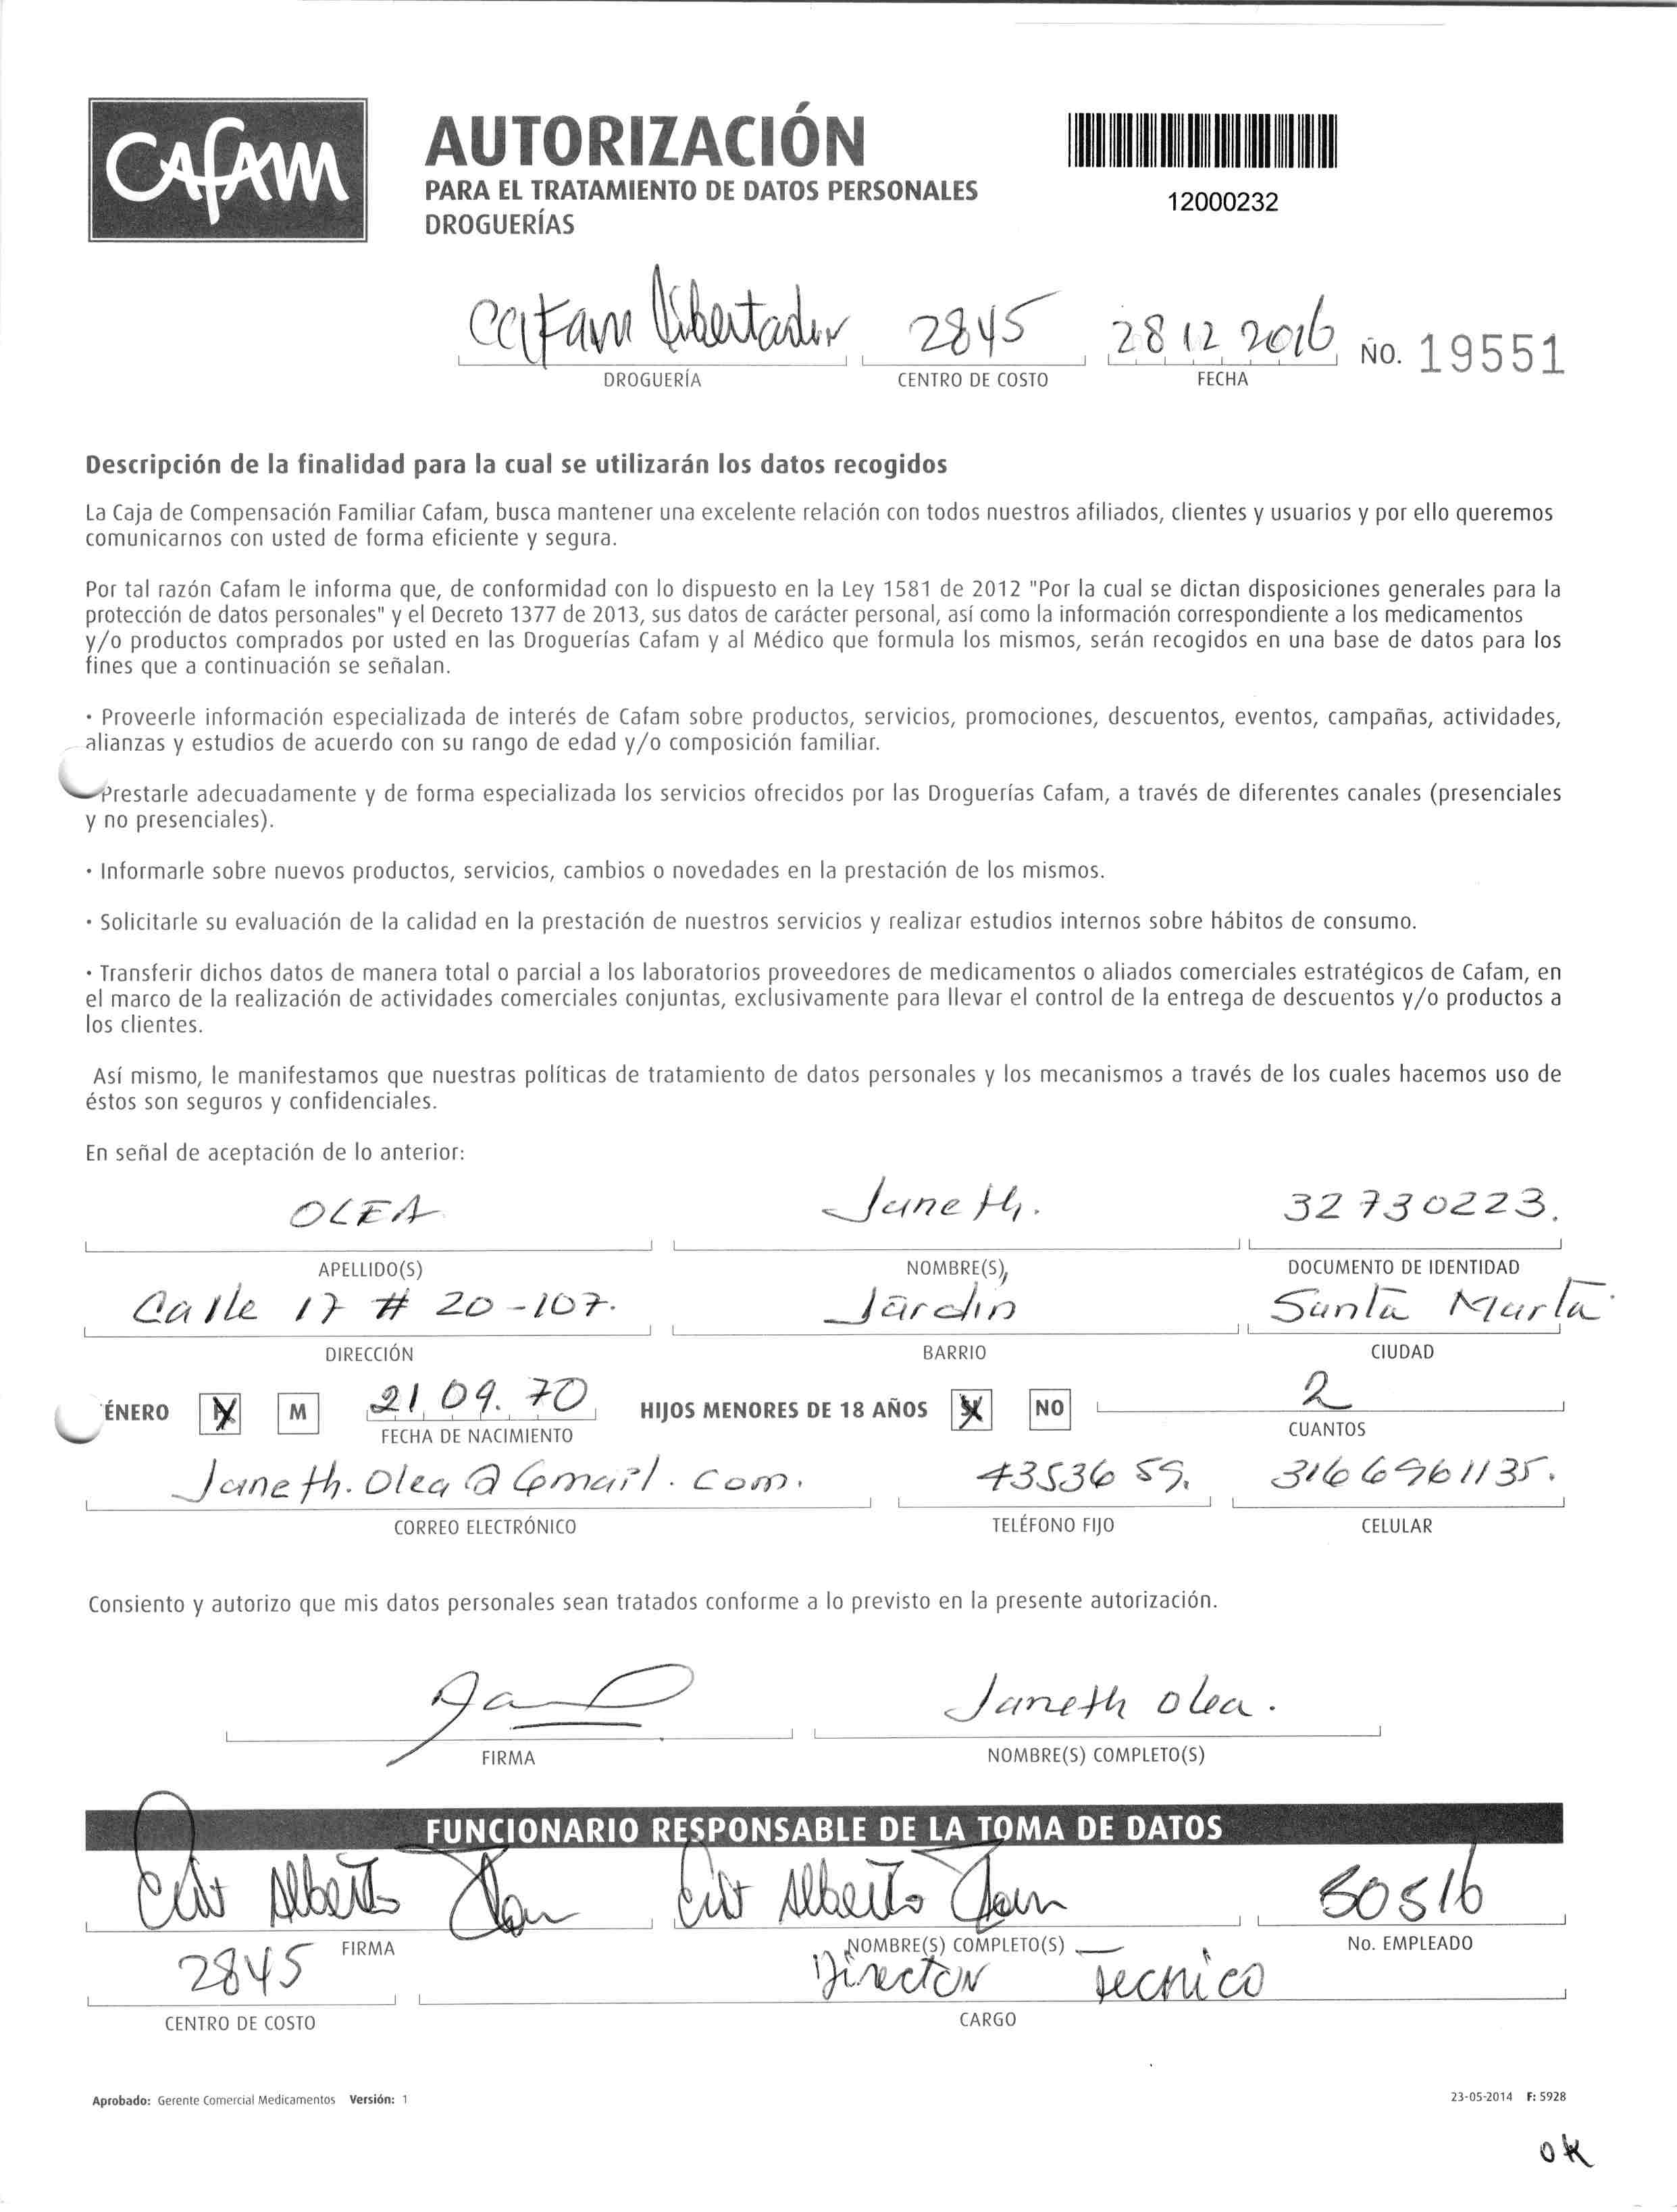 CAFAM
AUTORIZACIÓN
PARA EL TRATAMIENTO DE DATOS PERSONALES
DROGUERÍAS
12000232
Cafam Libertador 2845 28 12 2016 No. 19551
DROGUERÍA CENTRO DE COSTO FECHA
Descripción de la finalidad para la cual se utilizarán los datos recogidos
La Caja de Compensación Familiar Cafam, busca mantener una excelente relación con todos nuestros afiliados, clientes y usuarios y por ello queremos
comunicarnos con usted de forma eficiente y segura.
Por tal razón Cafam le informa que, de conformidad con lo dispuesto en la Ley 1581 de 2012 "Por la cual se dictan disposiciones generales para la
protección de datos personales" y el Decreto 1377 de 2013, sus datos de carácter personal, así como la información correspondiente a los medicamentos
y/o productos comprados por usted en las Droguerías Cafam y al Médico que formula los mismos, serán recogidos en una base de datos para los
fines que a continuación se señalan.
· Proveerle información especializada de interés de Cafam sobre productos, servicios, promociones, descuentos, eventos, campañas, actividades,
alianzas y estudios de acuerdo con su rango de edad y/o composición familiar.
Prestarle adecuadamente y de forma especializada los servicios ofrecidos por las Droguerías Cafam, a través de diferentes canales (presenciales
y no presenciales).
· Informarle sobre nuevos productos, servicios, cambios o novedades en la prestación de los mismos.
· Solicitarle su evaluación de la calidad en la prestación de nuestros servicios y realizar estudios internos sobre hábitos de consumo.
· Transferir dichos datos de manera total o parcial a los laboratorios proveedores de medicamentos o aliados comerciales estratégicos de Cafam, en
el marco de la realización de actividades comerciales conjuntas, exclusivamente para llevar el control de la entrega de descuentos y/o productos a
los clientes.
Así mismo, le manifestamos que nuestras políticas de tratamiento de datos personales y los mecanismos a través de los cuales hacemos uso de
éstos son seguros y confidenciales.
En señal de aceptación de lo anterior:
OLEA Janeth. 32730223.
APELLIDO(S) NOMBRE(S) DOCUMENTO DE IDENTIDAD
Calle 17 # 20-107. Jardin Santa Marta
DIRECCIÓN BARRIO CIUDAD
ÉNERO M 21 09. 70 HIJOS MENORES DE 18 AÑOS NO 2
FECHA DE NACIMIENTO CUANTOS
Janeth.Olea@Gmail.com. 4353659. 3166961135.
CORREO ELECTRÓNICO TELÉFONO FIJO CELULAR
Consiento y autorizo que mis datos personales sean tratados conforme a lo previsto en la presente autorización.
Janeth Olea.
FIRMA NOMBRE(S) COMPLETO(S)
FUNCIONARIO RESPONSABLE DE LA TOMA DE DATOS
Alberto Alberto 50516
FIRMA NOMBRE(S) COMPLETO(S) No. EMPLEADO
2845 Director Tecnico
CENTRO DE COSTO CARGO
Aprobado: Gerente Comercial Medicamentos Versión: 1 23-05-2014 F: 5928
OK